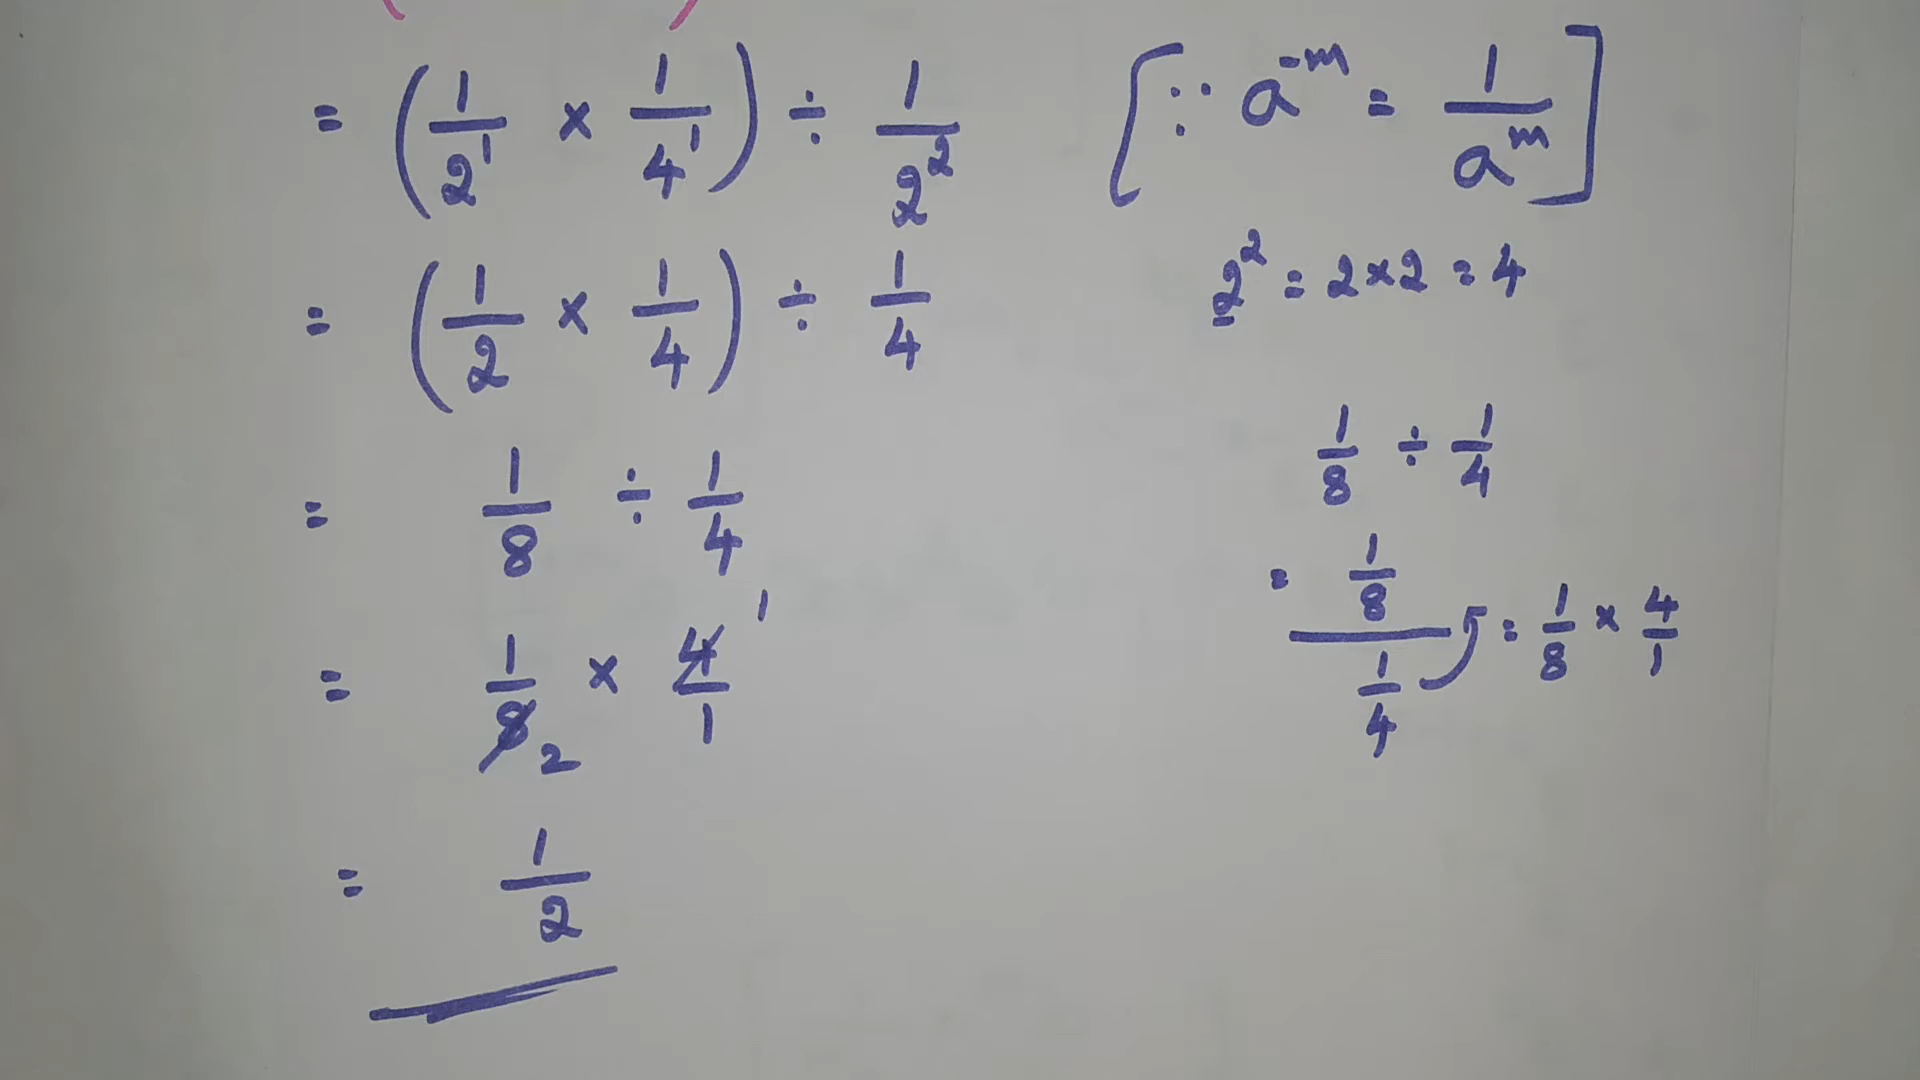 = (1/2¹ × 1/4¹) ÷ 1/2² [∵ a⁻ᵐ = 1/aᵐ]
2² = 2×2 = 4
= (1/2 × 1/4) ÷ 1/4
= 1/8 ÷ 1/4
= 1/8 2 × 4/1 1
= 1/2
1/8 ÷ 1/4
= 1/8 / 1/4 = 1/8 × 4/1